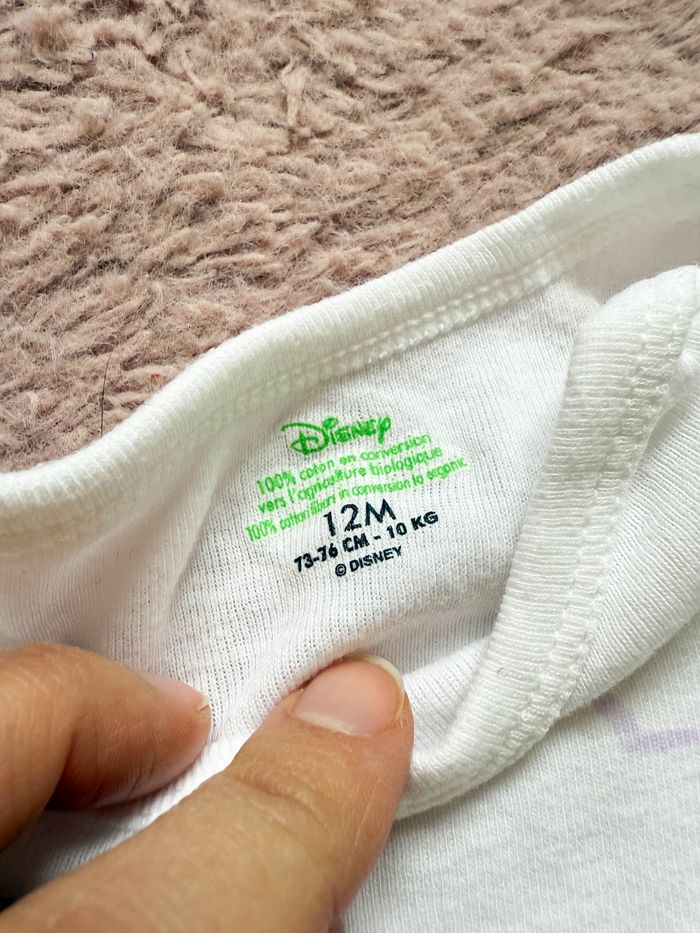 Disney
100% coton en conversion
vers l'agriculture biologique
100% cotton fibers in conversion to organic
12M
73-76 CM - 10 KG
© DISNEY